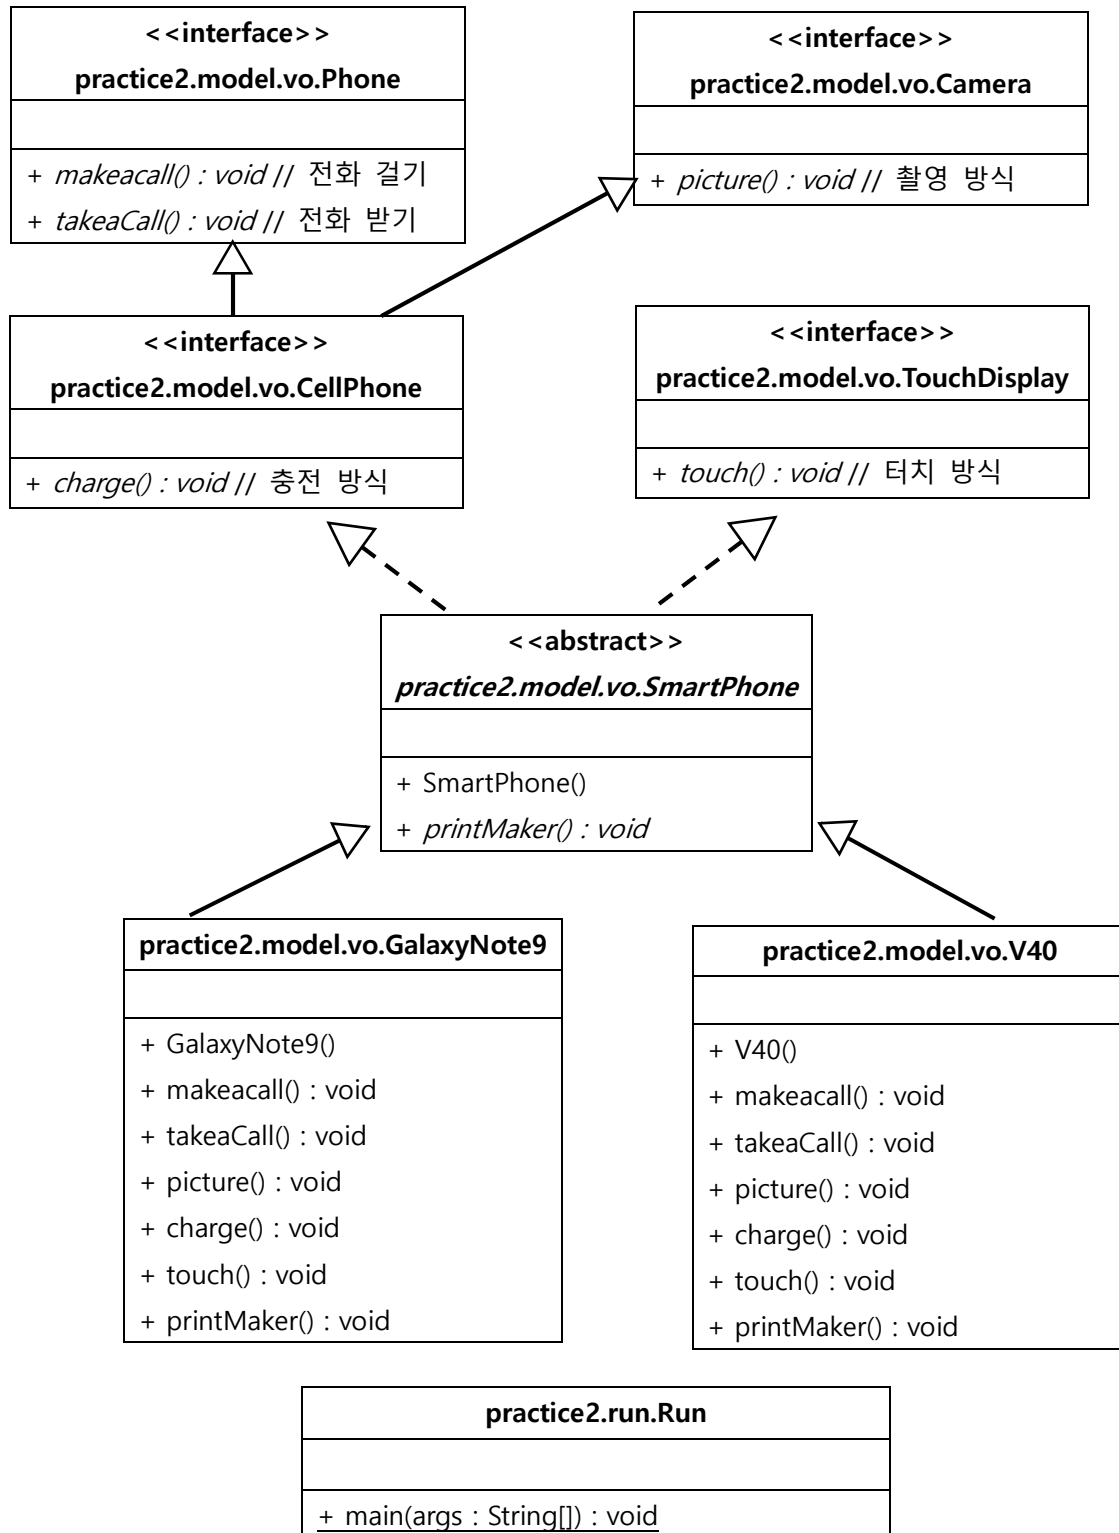 <<interface>>
practice2.model.vo.Phone
+ makeacall() : void // 전화 걸기
+ takeaCall() : void // 전화 받기
<<interface>>
practice2.model.vo.Camera
+ picture() : void // 촬영 방식
<<interface>>
practice2.model.vo.CellPhone
+ charge() : void // 충전 방식
<<interface>>
practice2.model.vo.TouchDisplay
+ touch() : void // 터치 방식
<<abstract>>
practice2.model.vo.SmartPhone
+ SmartPhone()
+ printMaker() : void
practice2.model.vo.GalaxyNote9
+ GalaxyNote9()
+ makeacall() : void
+ takeaCall() : void
+ picture() : void
+ charge() : void
+ touch() : void
+ printMaker() : void
practice2.model.vo.V40
+ V40()
+ makeacall() : void
+ takeaCall() : void
+ picture() : void
+ charge() : void
+ touch() : void
+ printMaker() : void
practice2.run.Run
+ main(args : String[]) : void